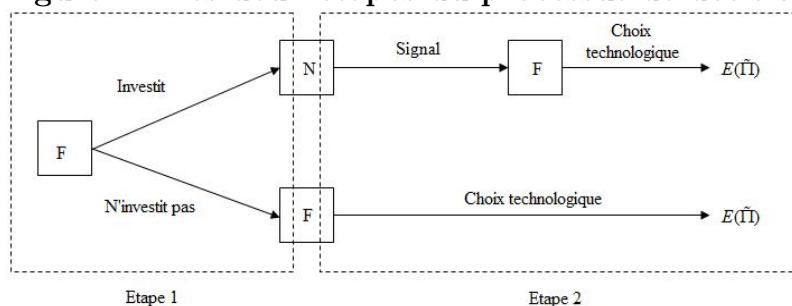 N
Signal
F
Choix
technologique
E(Π̃)
Investit
F
N'investit pas
F
Choix technologique
E(Π̃)
Etape 1
Etape 2